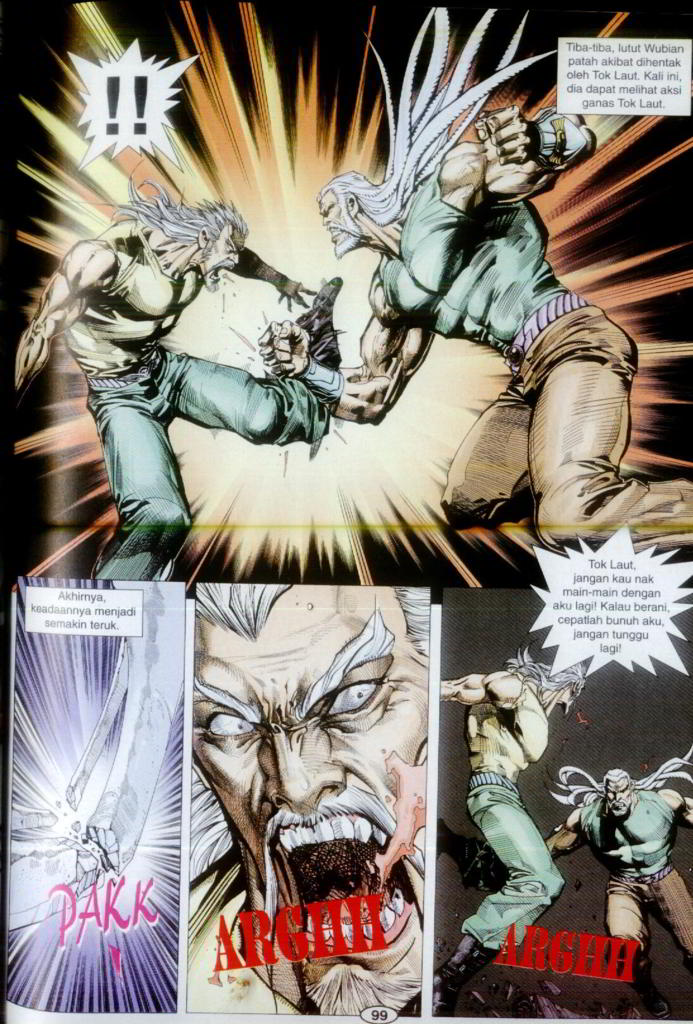 !!
Tiba-tiba, lutut Wubian
patah akibat dihentak
oleh Tok Laut. Kali ini,
dia dapat melihat aksi
ganas Tok Laut.
Akhirnya,
keadaannya menjadi
semakin teruk.
PAKK
ARGHH
Tok Laut,
jangan kau nak
main-main dengan
aku lagi! Kalau berani,
cepatlah bunuh aku,
jangan tunggu
lagi!
ARGHH
99